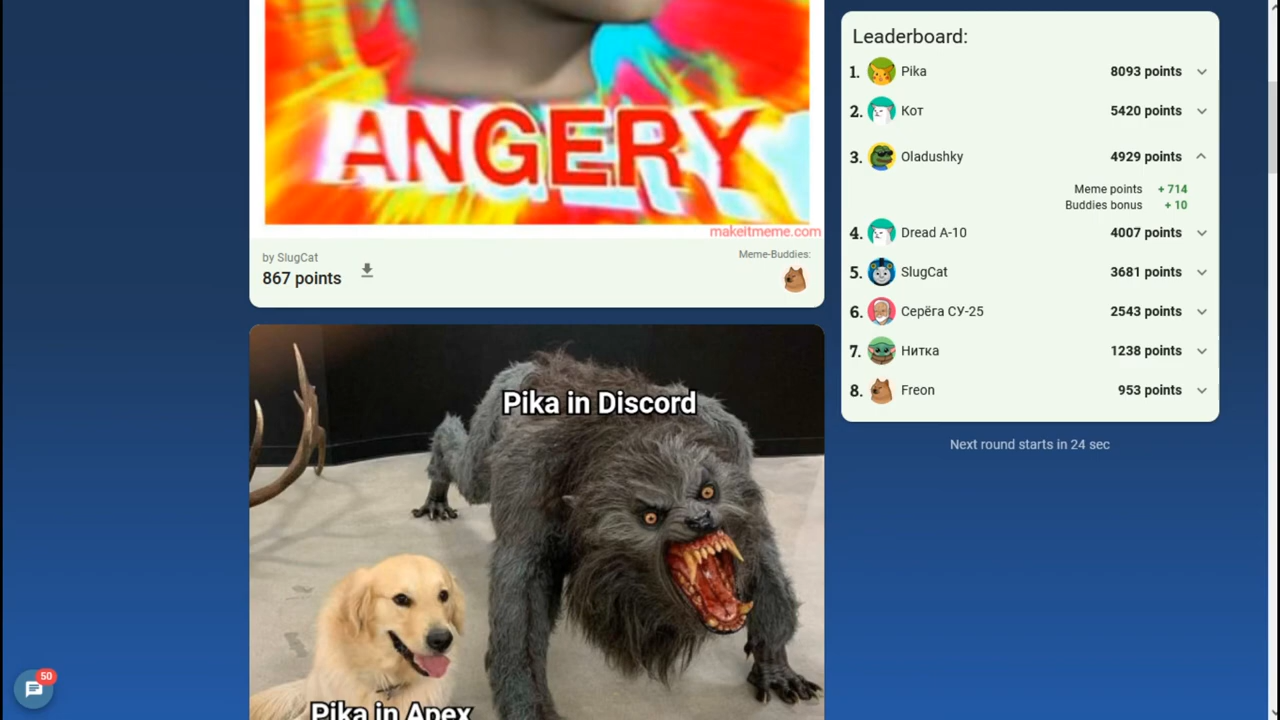 ANGERY
makeitmeme.com
by SlugCat
867 points
Meme-Buddies:
Pika in Discord
Pika in Apex
50
Leaderboard:
1. Pika 8093 points
2. Кот 5420 points
3. Oladushky 4929 points
Meme points + 714
Buddies bonus + 10
4. Dread A-10 4007 points
5. SlugCat 3681 points
6. Серёга СУ-25 2543 points
7. Нитка 1238 points
8. Freon 953 points
Next round starts in 24 sec